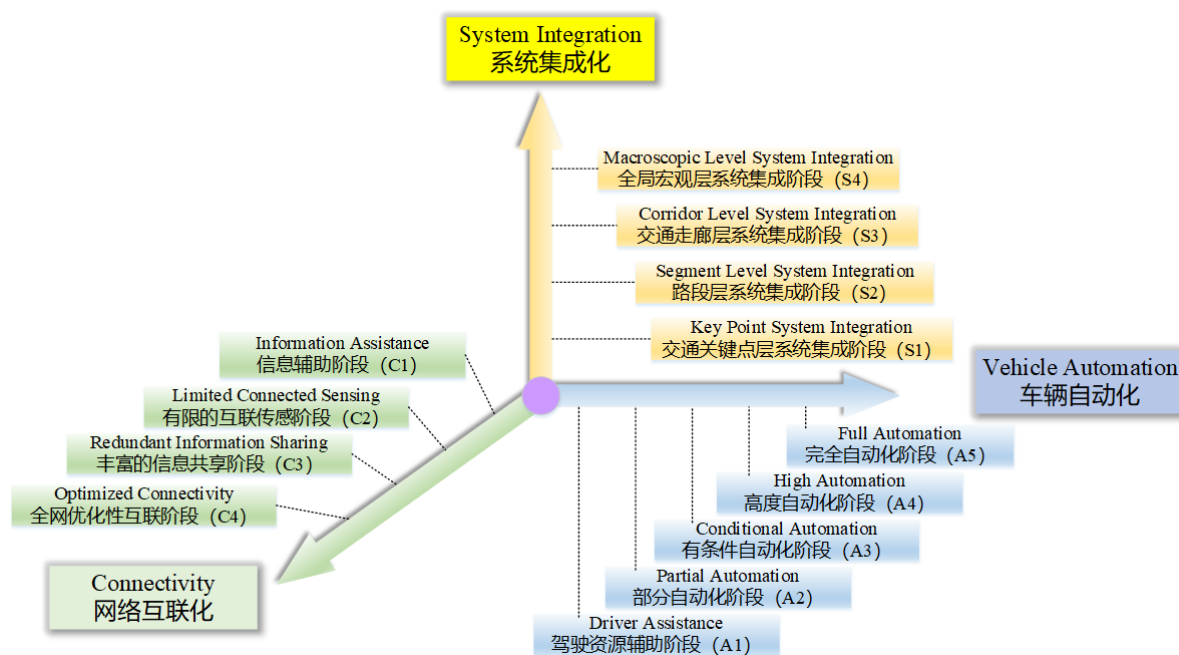 System Integration
系统集成化
Macroscopic Level System Integration
全局宏观层系统集成阶段（S4）
Corridor Level System Integration
交通走廊层系统集成阶段（S3）
Segment Level System Integration
路段层系统集成阶段（S2）
Key Point System Integration
交通关键点层系统集成阶段（S1）
Information Assistance
信息辅助阶段（C1）
Limited Connected Sensing
有限的互联传感阶段（C2）
Redundant Information Sharing
丰富的信息共享阶段（C3）
Optimized Connectivity
全网优化性互联阶段（C4）
Connectivity
网络互联化
Vehicle Automation
车辆自动化
Full Automation
完全自动化阶段（A5）
High Automation
高度自动化阶段（A4）
Conditional Automation
有条件自动化阶段（A3）
Partial Automation
部分自动化阶段（A2）
Driver Assistance
驾驶资源辅助阶段（A1）